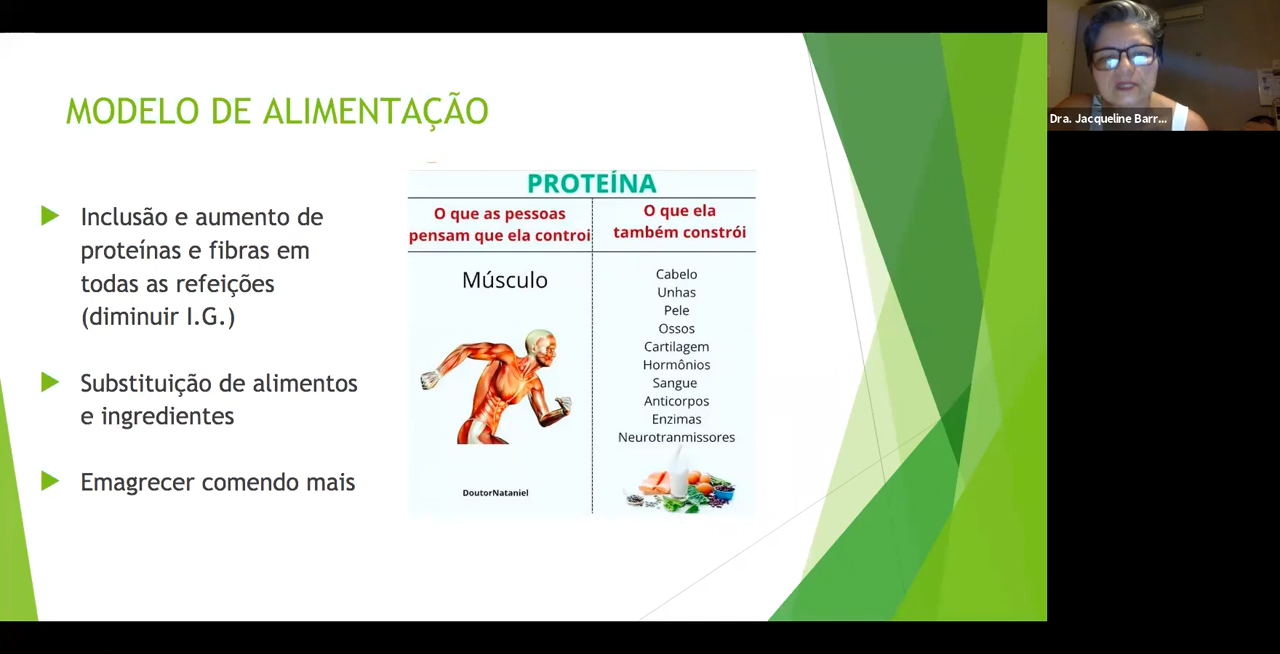 MODELO DE ALIMENTAÇÃO
Inclusão e aumento de
proteínas e fibras em
todas as refeições
(diminuir I.G.)
Substituição de alimentos
e ingredientes
Emagrecer comendo mais
PROTEÍNA
O que as pessoas
pensam que ela controi
Músculo
DoutorNataniel
O que ela
também constrói
Cabelo
Unhas
Pele
Ossos
Cartilagem
Hormônios
Sangue
Anticorpos
Enzimas
Neurotranmissores
Dra. Jacqueline Barr...